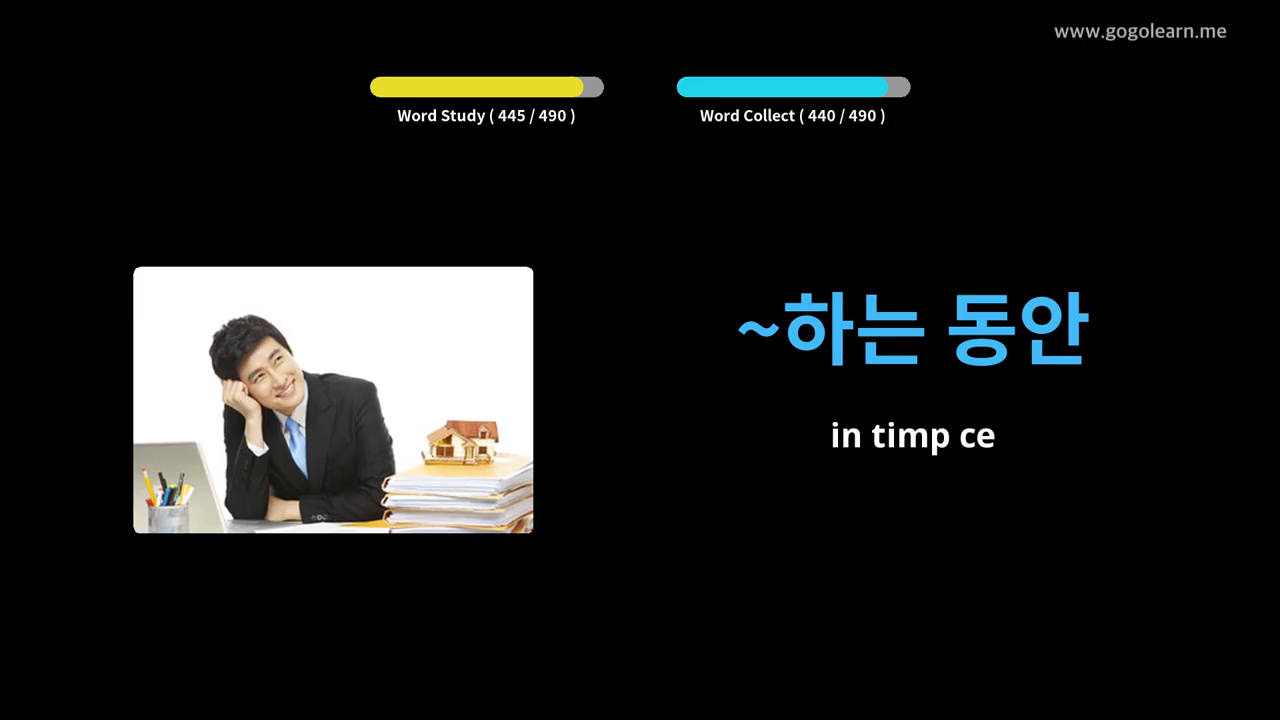 www.gogolearn.me
Word Study ( 445 / 490 )
Word Collect ( 440 / 490 )
~하는 동안
in timp ce